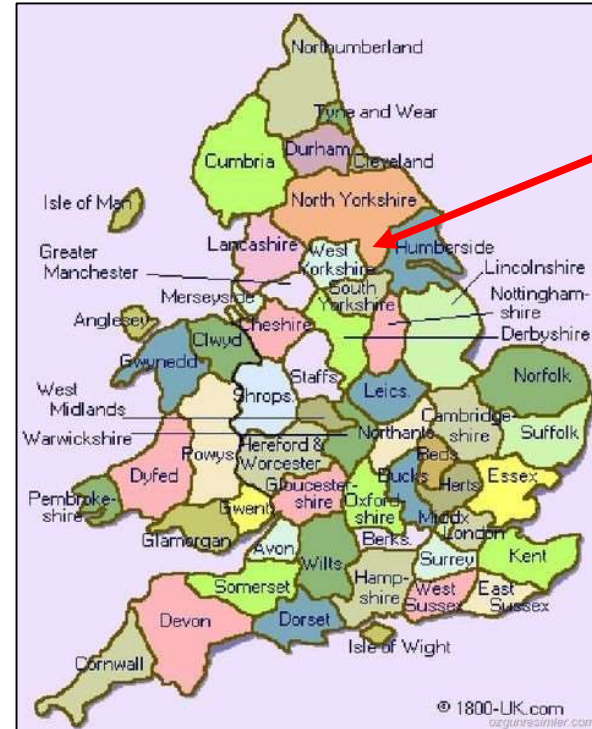 Northumberland
Tyne and Wear
Durham
Cumbria
Cleveland
North Yorkshire
Isle of Man
Lancashire
West
Yorkshire
Humberside
Greater
Manchester
South
Yorkshire
Lincolnshire
Merseyside
Nottingham-
shire
Anglesey
Cheshire
Derbyshire
Clwyd
Gwynedd
Staffs.
Norfolk
Shrops.
Leics.
West
Midlands
Cambridge-
shire
Warwickshire
Northants
Suffolk
Powys
Hereford &
Worcester
Beds
Dyfed
Bucks
Herts
Essex
Gloucester-
shire
Oxford-
shire
Pembroke-
shire
Gwent
Middx
London
Glamorgan
Berks.
Avon
Wilts
Surrey
Kent
Somerset
Hamp-
shire
West
Sussex
East
Sussex
Devon
Dorset
Isle of Wight
Cornwall
© 1800-UK.com
ozgunresimler.com